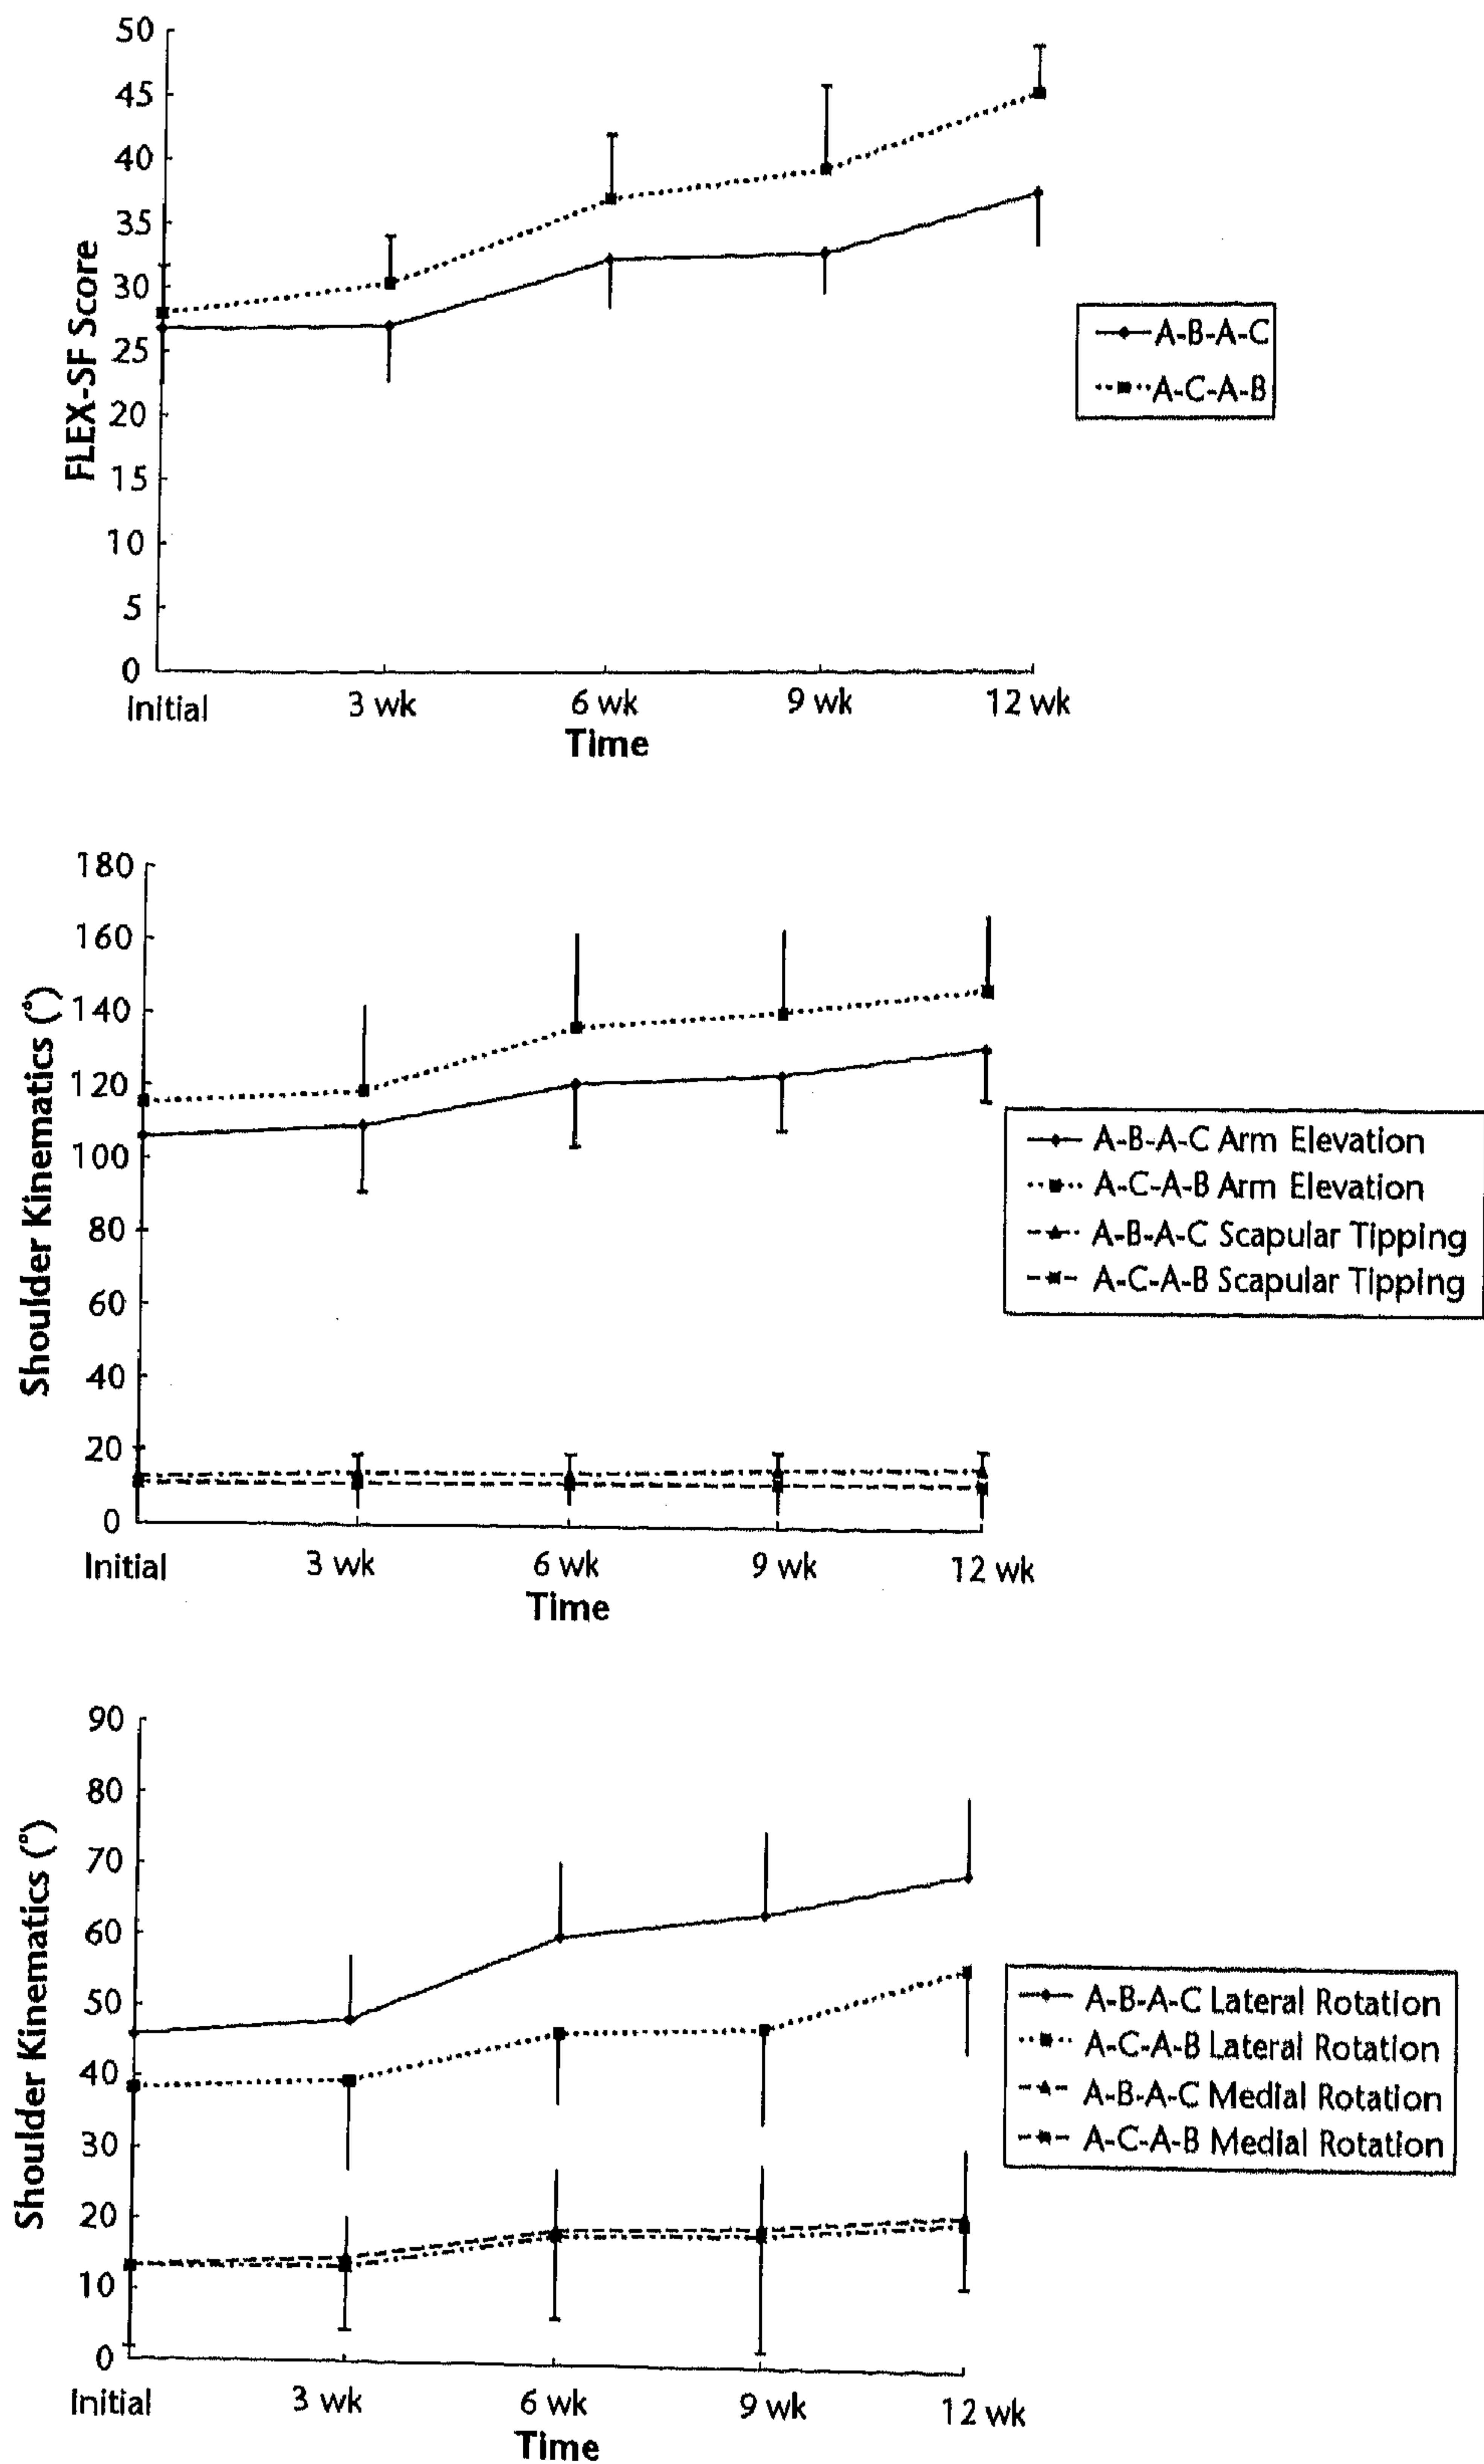 50
45
40
35
30
25
20
15
10
5
0
FLEX-SF Score
Initial 3 wk 6 wk 9 wk 12 wk
Time
A-B-A-C
A-C-A-B
180
160
140
120
100
80
60
40
20
0
Shoulder Kinematics (°)
Initial 3 wk 6 wk 9 wk 12 wk
Time
A-B-A-C Arm Elevation
A-C-A-B Arm Elevation
A-B-A-C Scapular Tipping
A-C-A-B Scapular Tipping
90
80
70
60
50
40
30
20
10
0
Shoulder Kinematics (°)
Initial 3 wk 6 wk 9 wk 12 wk
Time
A-B-A-C Lateral Rotation
A-C-A-B Lateral Rotation
A-B-A-C Medial Rotation
A-C-A-B Medial Rotation